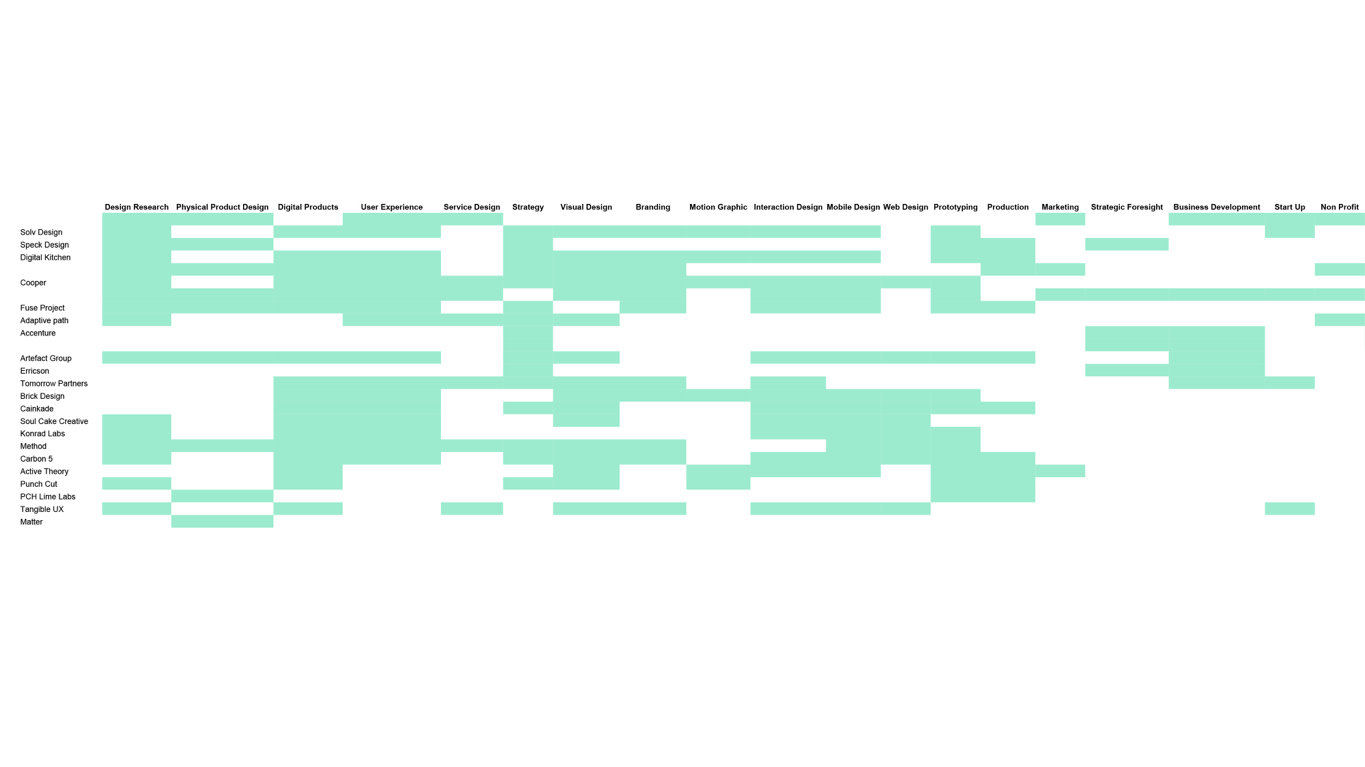 Design Research Physical Product Design Digital Products User Experience Service Design Strategy Visual Design Branding Motion Graphic Interaction Design Mobile Design Web Design Prototyping Production Marketing Strategic Foresight Business Development Start Up Non Profit
Solv Design
Speck Design
Digital Kitchen
Cooper
Fuse Project
Adaptive path
Accenture
Artefact Group
Erricson
Tomorrow Partners
Brick Design
Cainkade
Soul Cake Creative
Konrad Labs
Method
Carbon 5
Active Theory
Punch Cut
PCH Lime Labs
Tangible UX
Matter